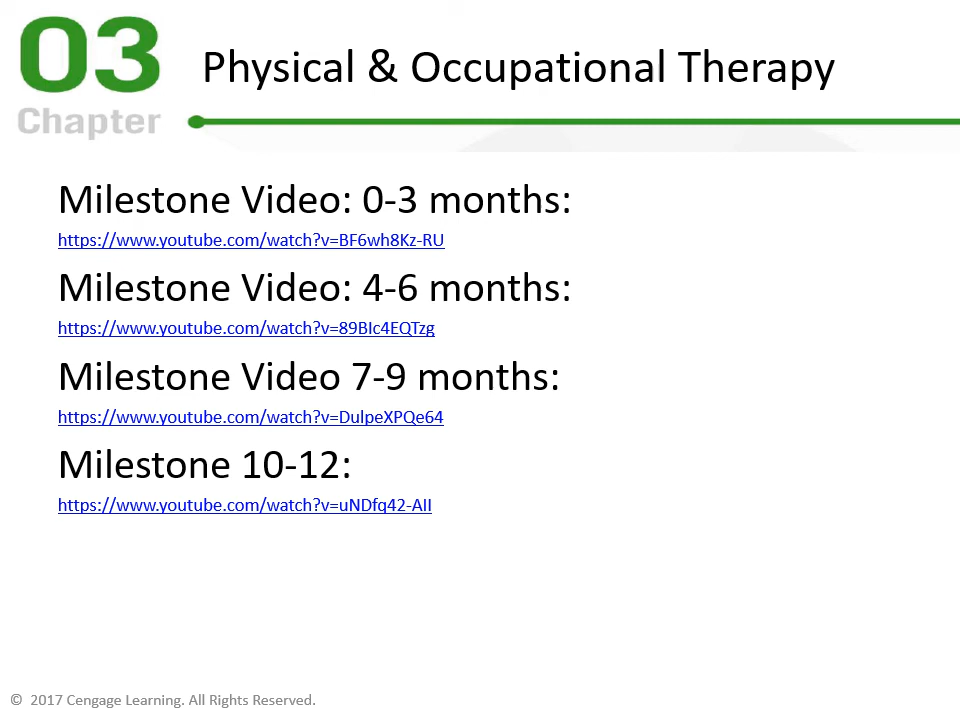 03
Chapter
Physical & Occupational Therapy
Milestone Video: 0-3 months:
https://www.youtube.com/watch?v=BF6wh8Kz-RU
Milestone Video: 4-6 months:
https://www.youtube.com/watch?v=89BIc4EQTzg
Milestone Video 7-9 months:
https://www.youtube.com/watch?v=DulpeXPQe64
Milestone 10-12:
https://www.youtube.com/watch?v=uNDfq42-AII
© 2017 Cengage Learning. All Rights Reserved.